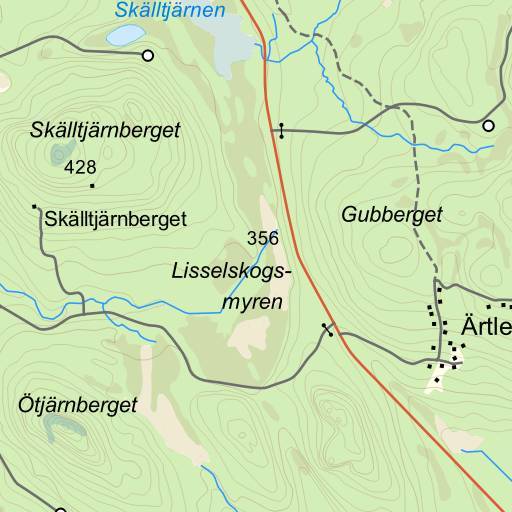 Skälltjärnen
Skälltjärnberget
428
Skälltjärnberget
Gubberget
356
Lisselskogs-
myren
Ärtle
Ötjärnberget